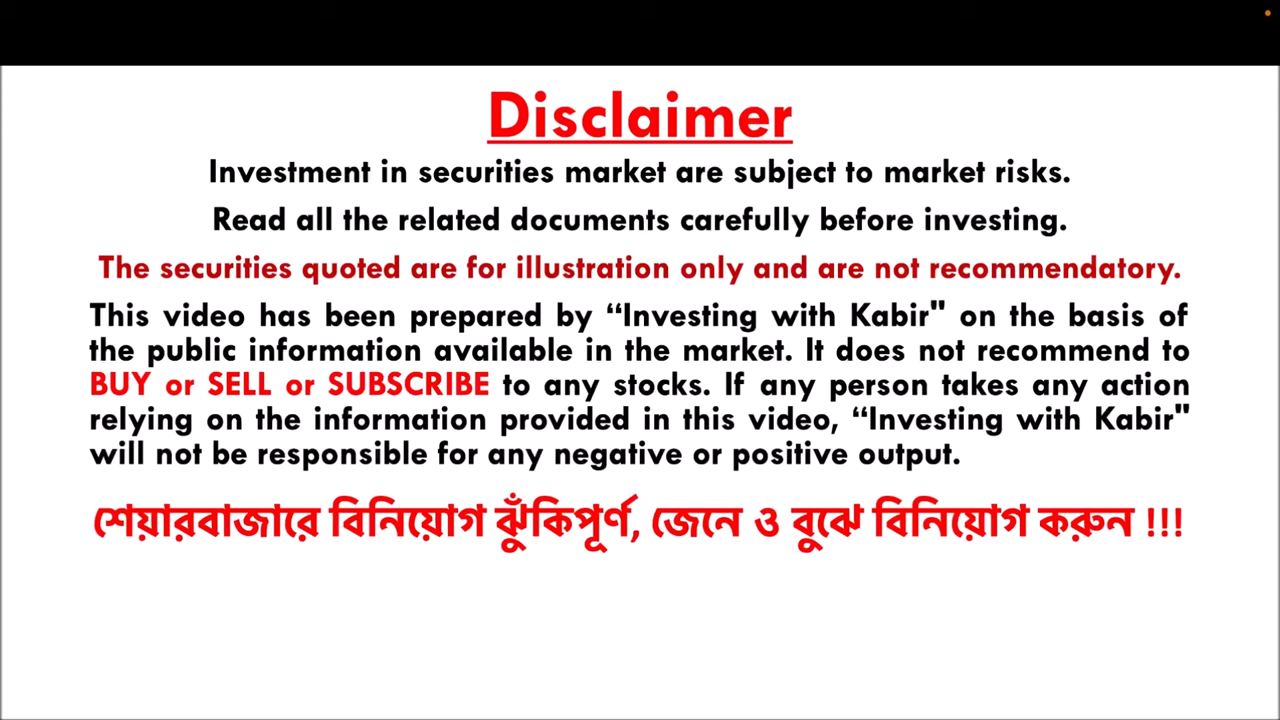 Disclaimer
Investment in securities market are subject to market risks.
Read all the related documents carefully before investing.
The securities quoted are for illustration only and are not recommendatory.
This video has been prepared by “Investing with Kabir" on the basis of
the public information available in the market. It does not recommend to
BUY or SELL or SUBSCRIBE to any stocks. If any person takes any action
relying on the information provided in this video, “Investing with Kabir"
will not be responsible for any negative or positive output.
শেয়ারবাজারে বিনিয়োগ ঝুঁকিপূর্ণ, জেনে ও বুঝে বিনিয়োগ করুন !!!